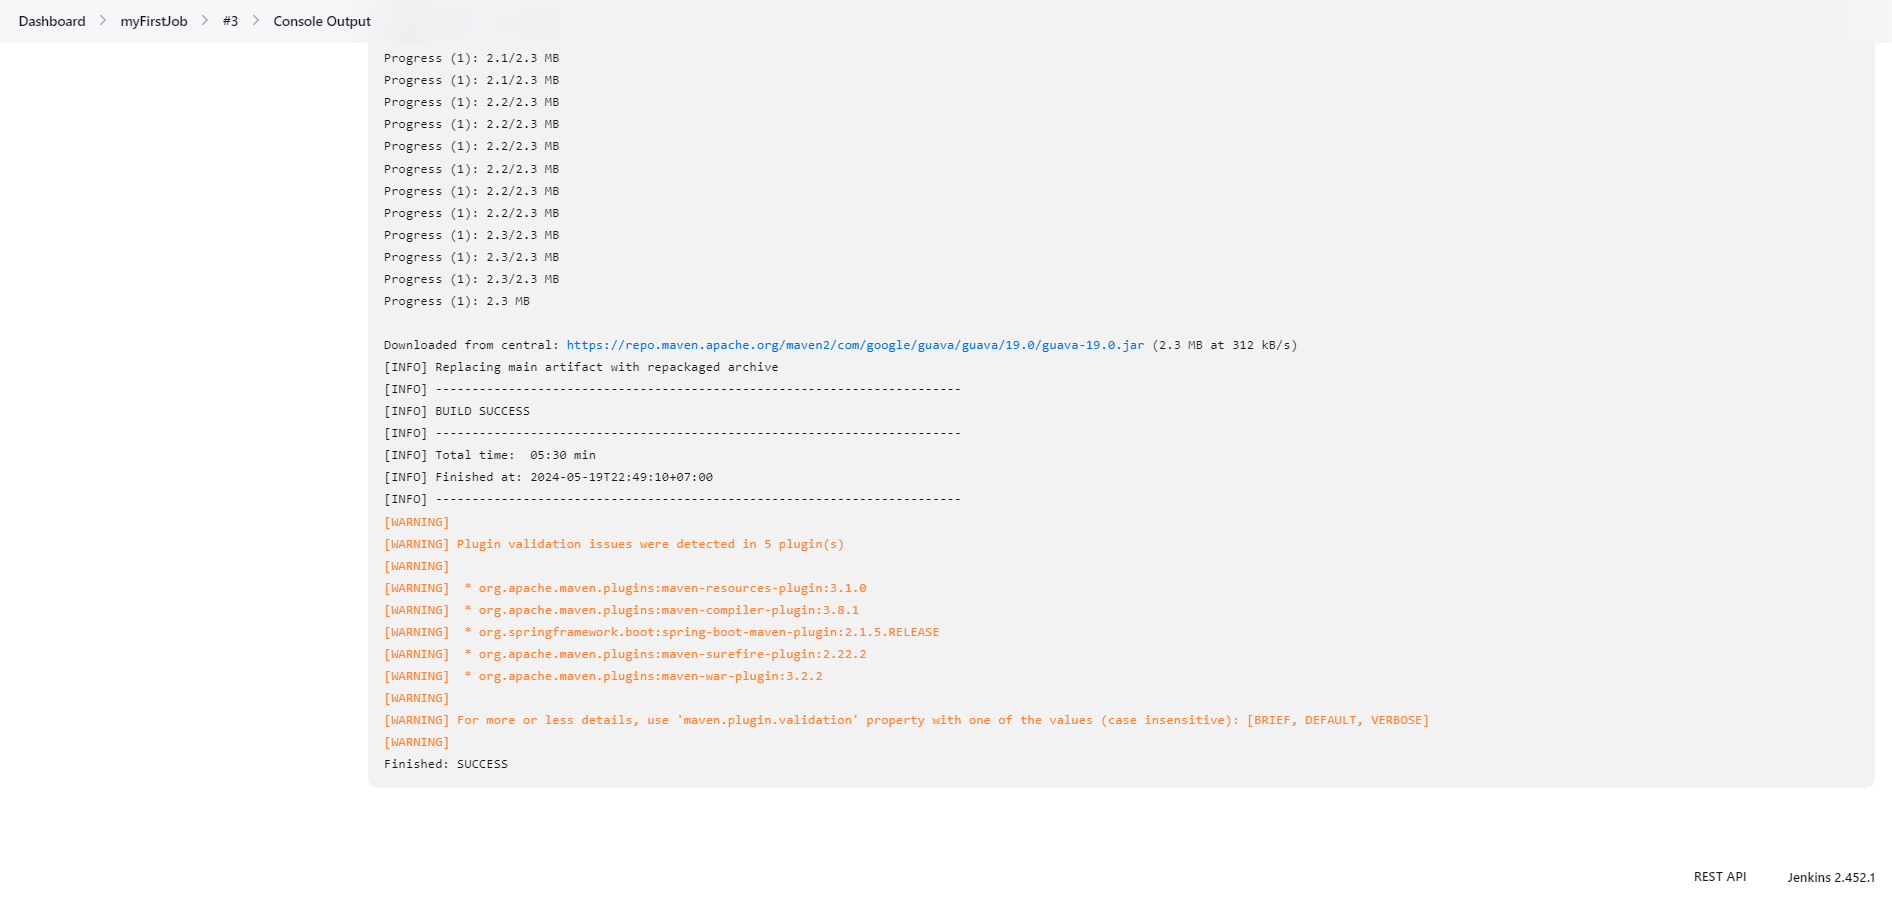 Dashboard > myFirstJob > #3 > Console Output
Progress (1): 2.1/2.3 MB
Progress (1): 2.1/2.3 MB
Progress (1): 2.2/2.3 MB
Progress (1): 2.2/2.3 MB
Progress (1): 2.2/2.3 MB
Progress (1): 2.2/2.3 MB
Progress (1): 2.2/2.3 MB
Progress (1): 2.2/2.3 MB
Progress (1): 2.3/2.3 MB
Progress (1): 2.3/2.3 MB
Progress (1): 2.3/2.3 MB
Progress (1): 2.3 MB
Downloaded from central: https://repo.maven.apache.org/maven2/com/google/guava/guava/19.0/guava-19.0.jar (2.3 MB at 312 kB/s)
[INFO] Replacing main artifact with repackaged archive
[INFO] ------------------------------------------------------------------------
[INFO] BUILD SUCCESS
[INFO] ------------------------------------------------------------------------
[INFO] Total time:  05:30 min
[INFO] Finished at: 2024-05-19T22:49:10+07:00
[INFO] ------------------------------------------------------------------------
[WARNING]
[WARNING] Plugin validation issues were detected in 5 plugin(s)
[WARNING]
[WARNING]  * org.apache.maven.plugins:maven-resources-plugin:3.1.0
[WARNING]  * org.apache.maven.plugins:maven-compiler-plugin:3.8.1
[WARNING]  * org.springframework.boot:spring-boot-maven-plugin:2.1.5.RELEASE
[WARNING]  * org.apache.maven.plugins:maven-surefire-plugin:2.22.2
[WARNING]  * org.apache.maven.plugins:maven-war-plugin:3.2.2
[WARNING]
[WARNING] For more or less details, use 'maven.plugin.validation' property with one of the values (case insensitive): [BRIEF, DEFAULT, VERBOSE]
[WARNING]
Finished: SUCCESS
REST API Jenkins 2.452.1